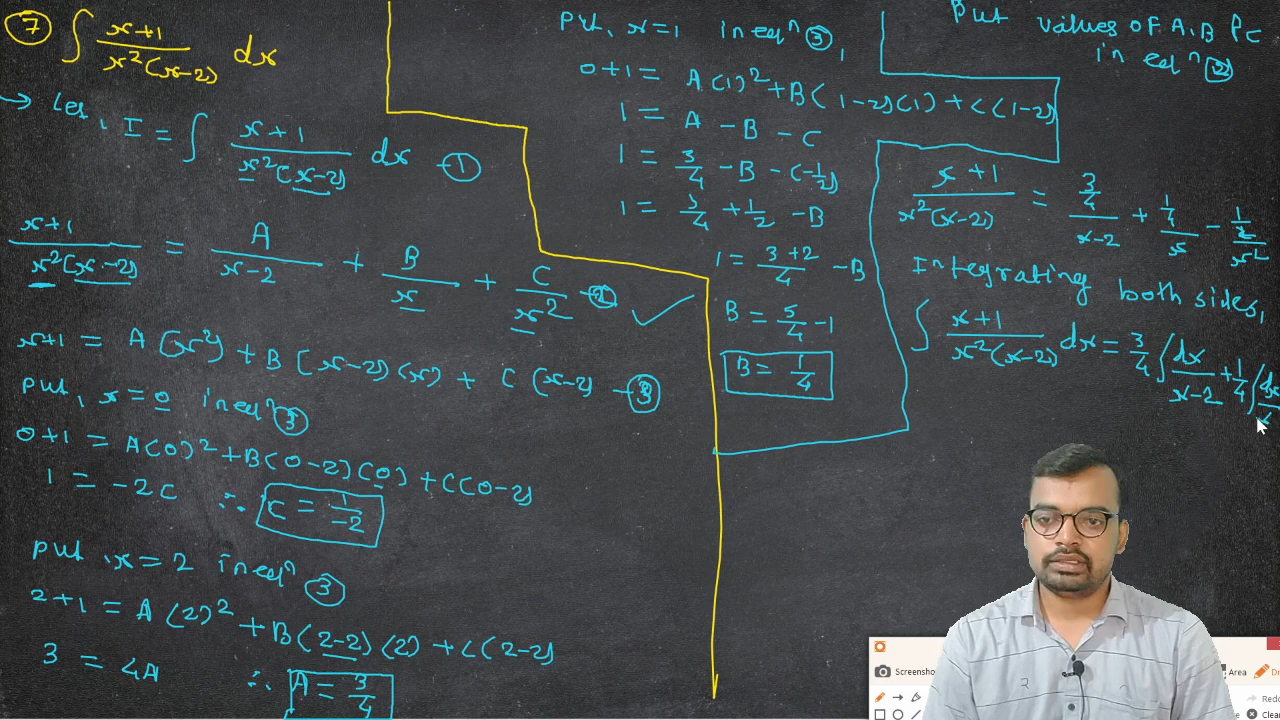 7 ∫ x+1 / x²(x-2) dx
→ Let, I = ∫ x+1 / x²(x-2) dx -①
x+1 / x²(x-2) = A / x-2 + B / x + C / x² -②
x+1 = A(x²) + B(x-2)(x) + C(x-2) -③
Put, x=0 in eqⁿ ③
0+1 = A(0)² + B(0-2)(0) + C(0-2)
1 = -2C ∴ C = 1/-2
Put, x=2 in eqⁿ ③
2+1 = A(2)² + B(2-2)(2) + C(2-2)
3 = 4A ∴ A = 3/4
Put, x=1 in eqⁿ ③,
0+1 = A(1)² + B(1-2)(1) + C(1-2)
1 = A - B - C
1 = 3/4 - B - (-1/2)
1 = 3/4 + 1/2 - B
1 = 3+2 / 4 - B
B = 5/4 - 1
B = 1/4
Put values of A, B & C
in eqⁿ ②
x+1 / x²(x-2) = 3/4 / x-2 + 1/4 / x - 1/2 / x²
Integrating both sides,
∫ x+1 / x²(x-2) dx = 3/4 ∫ dx / x-2 + 1/4 ∫ dx / x
Screensho
Area
Redo
Clea